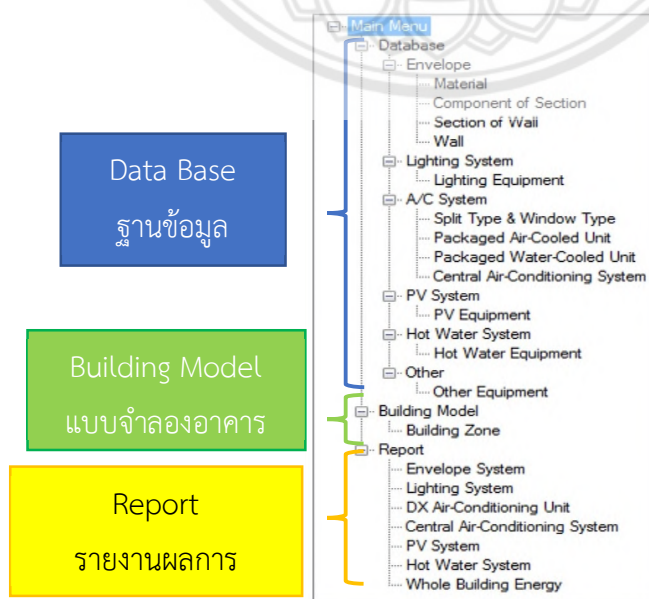 Main Menu
Database
Envelope
Material
Component of Section
Section of Wall
Wall
Lighting System
Lighting Equipment
A/C System
Split Type & Window Type
Packaged Air-Cooled Unit
Packaged Water-Cooled Unit
Central Air-Conditioning System
PV System
PV Equipment
Hot Water System
Hot Water Equipment
Other
Other Equipment
Building Model
Building Zone
Report
Envelope System
Lighting System
DX Air-Conditioning Unit
Central Air-Conditioning System
PV System
Hot Water System
Whole Building Energy
Data Base
ฐานข้อมูล
Building Model
แบบจำลองอาคาร
Report
รายงานผลการ